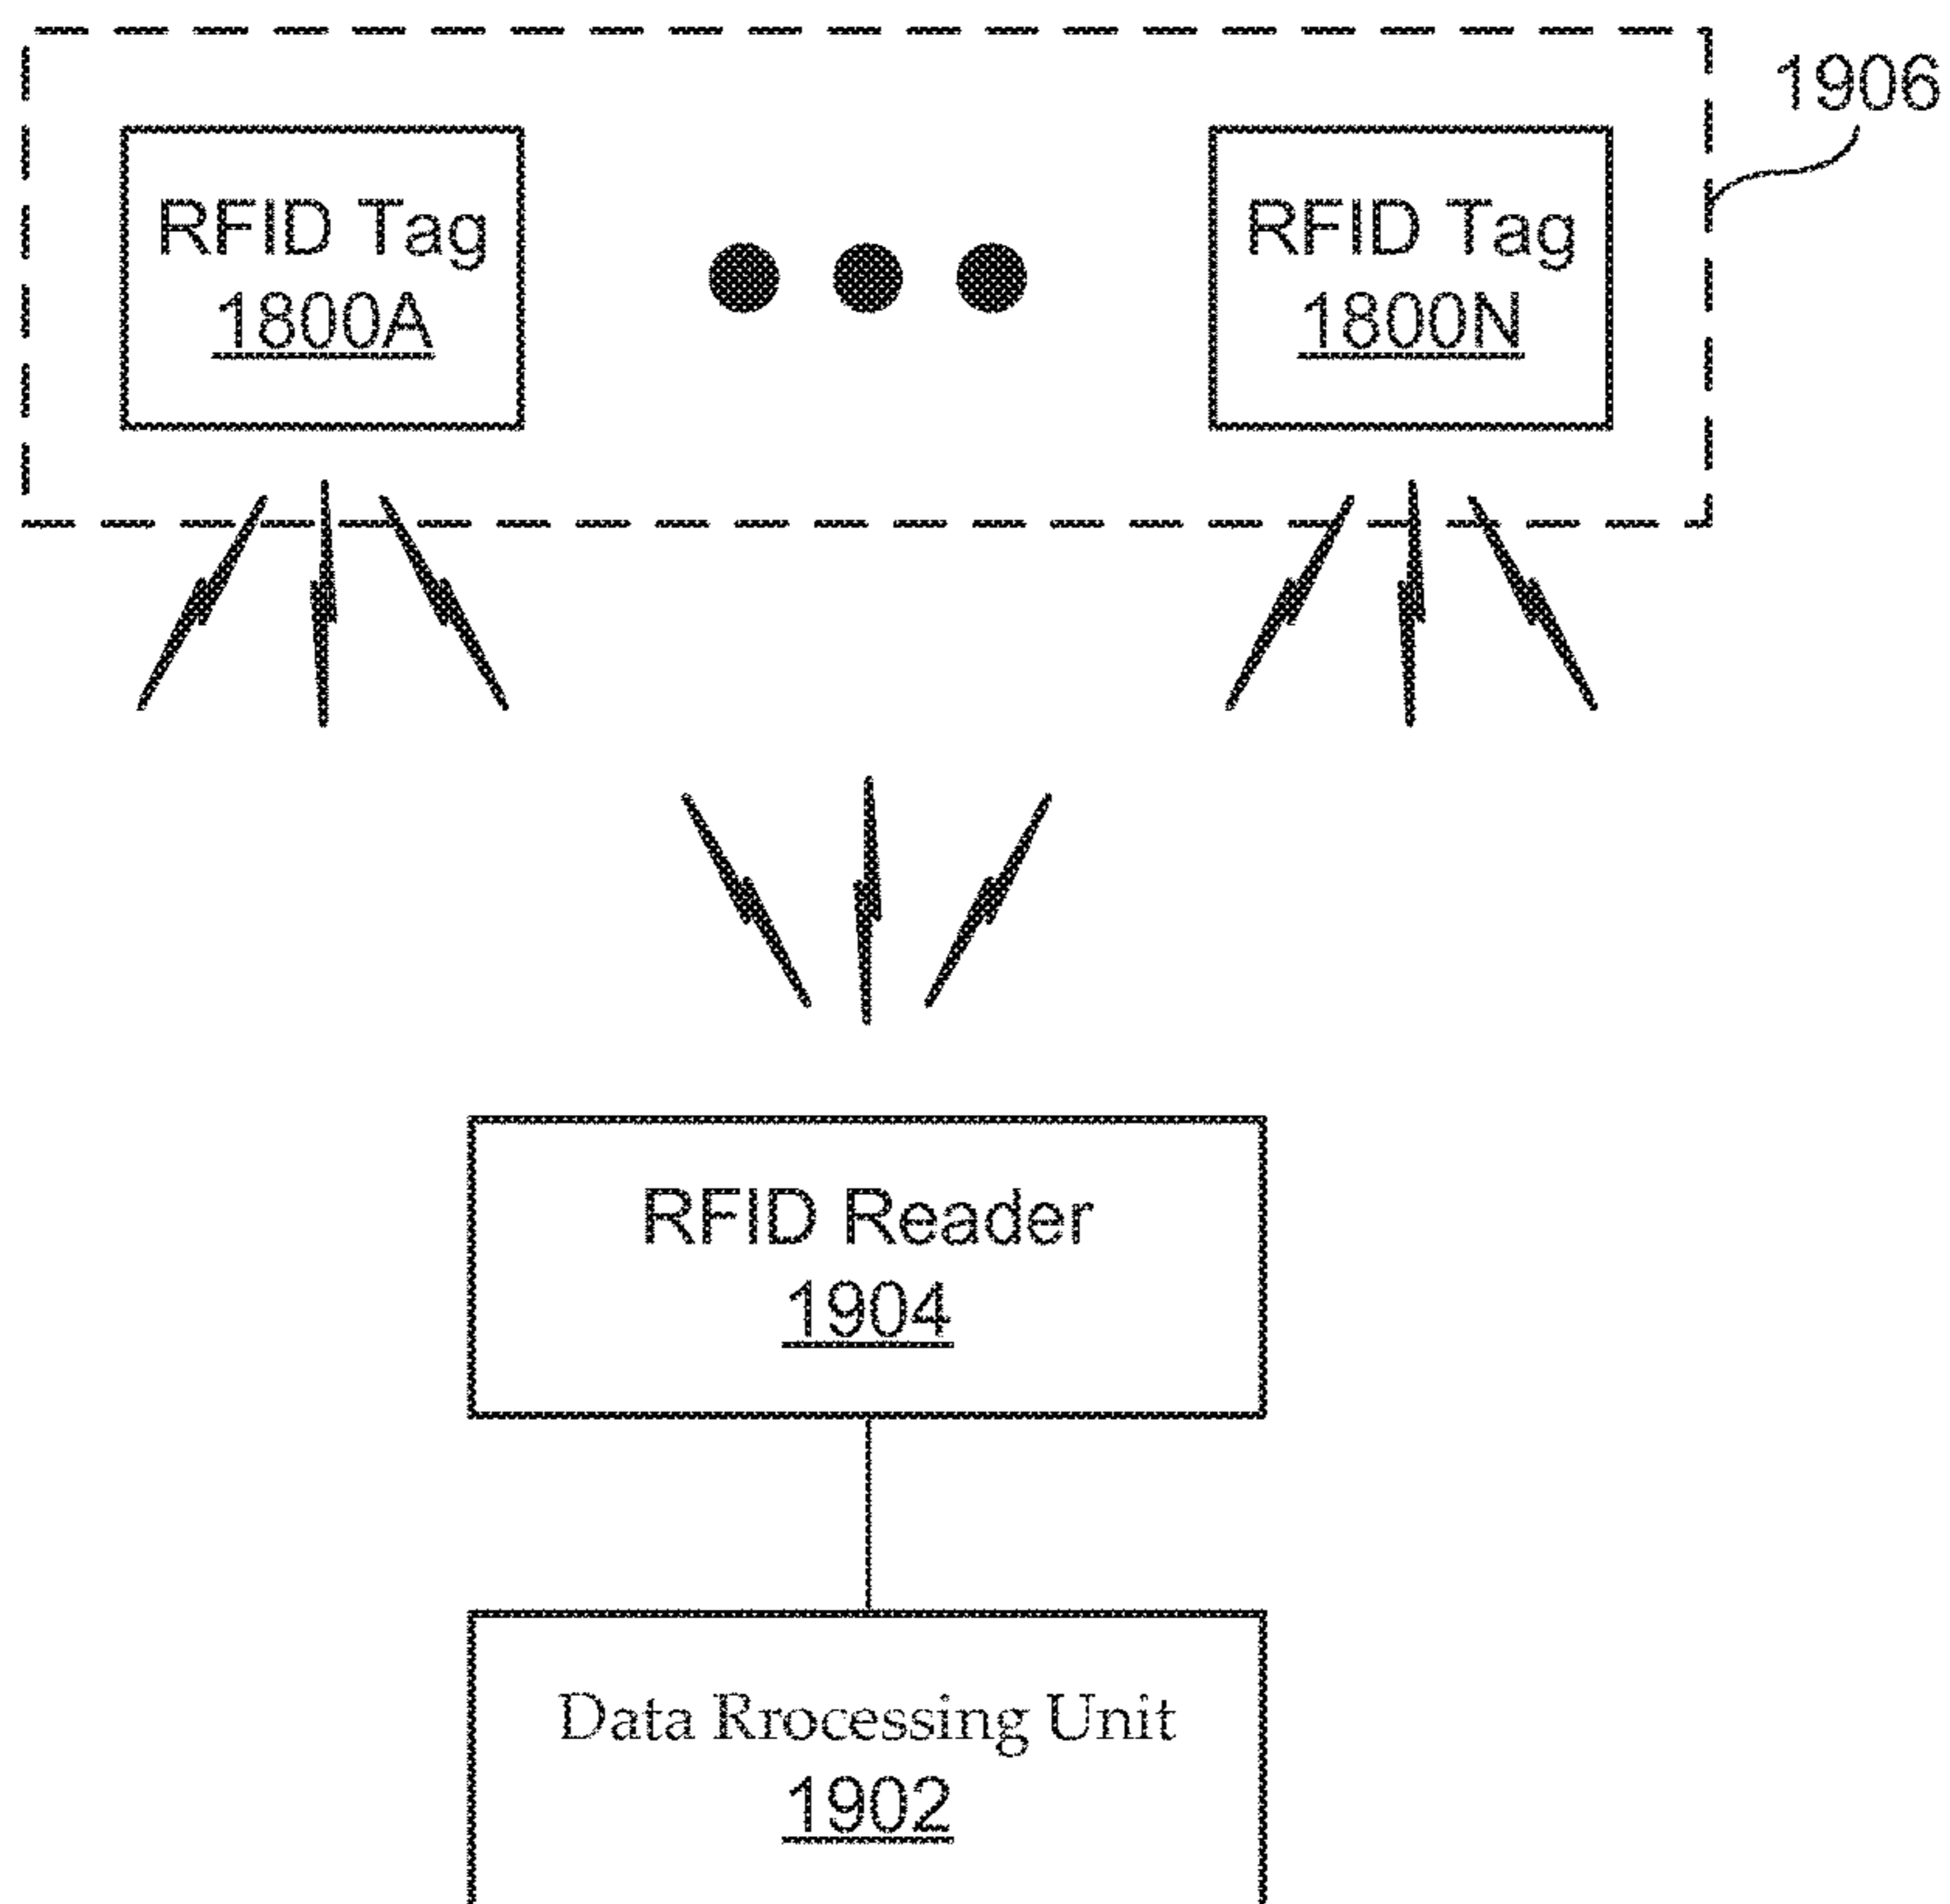 1906
RFID Tag
1800A
RFID Tag
1800N
RFID Reader
1904
Data Rrocessing Unit
1902